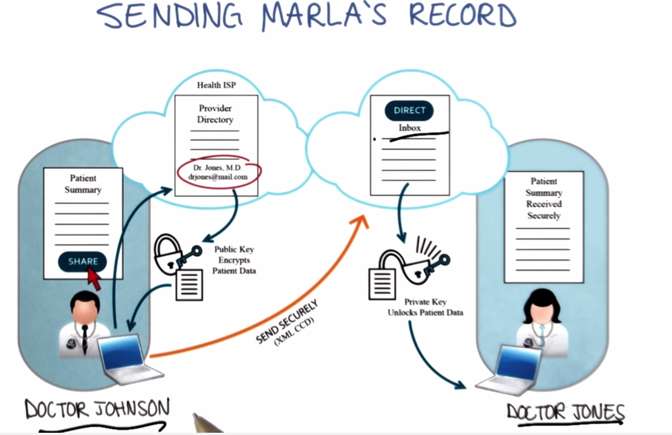 SENDING MARLA'S RECORD
Health ISP
Provider
Directory
Dr. Jones, M.D
drjones@mail.com
DIRECT
Inbox
Patient
Summary
SHARE
Patient
Summary
Received
Securely
Public Key
Encrypts
Patient Data
SEND SECURELY
(XML CCD)
Private Key
Unlocks Patient Data
DOCTOR JOHNSON
DOCTOR JONES